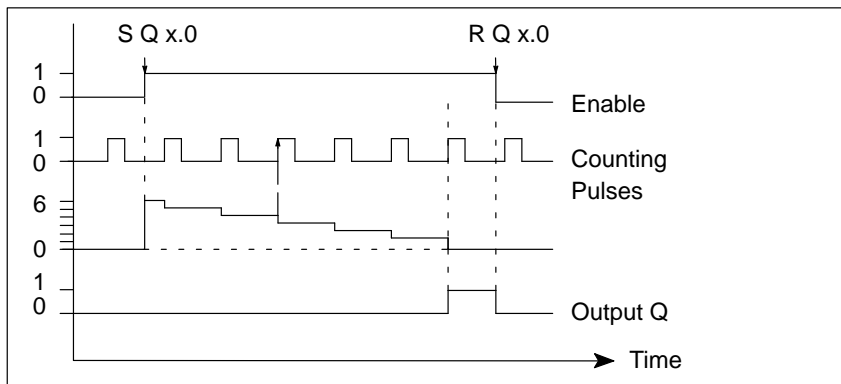 S Q x.0 R Q x.0
1
0
Enable
1
0
Counting
Pulses
6
0
1
0
Output Q
Time